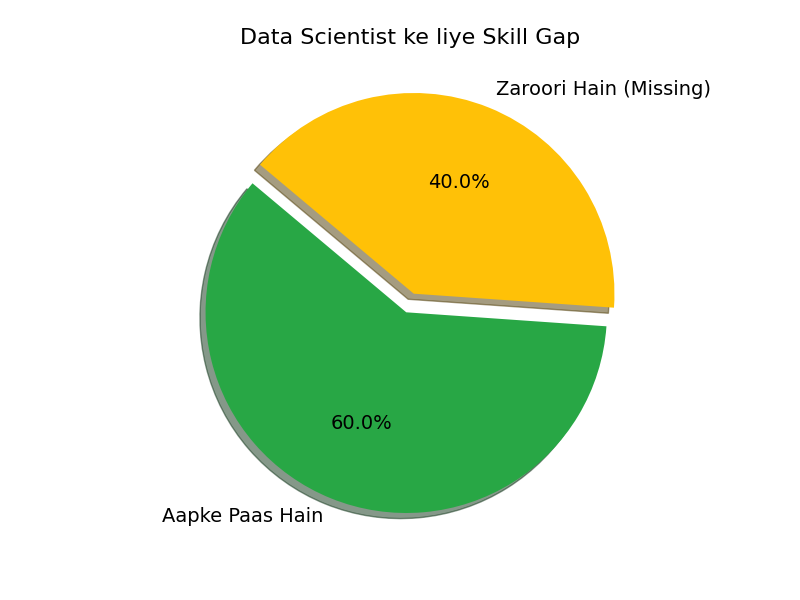 Data Scientist ke liye Skill Gap
Zaroori Hain (Missing)
40.0%
60.0%
Aapke Paas Hain